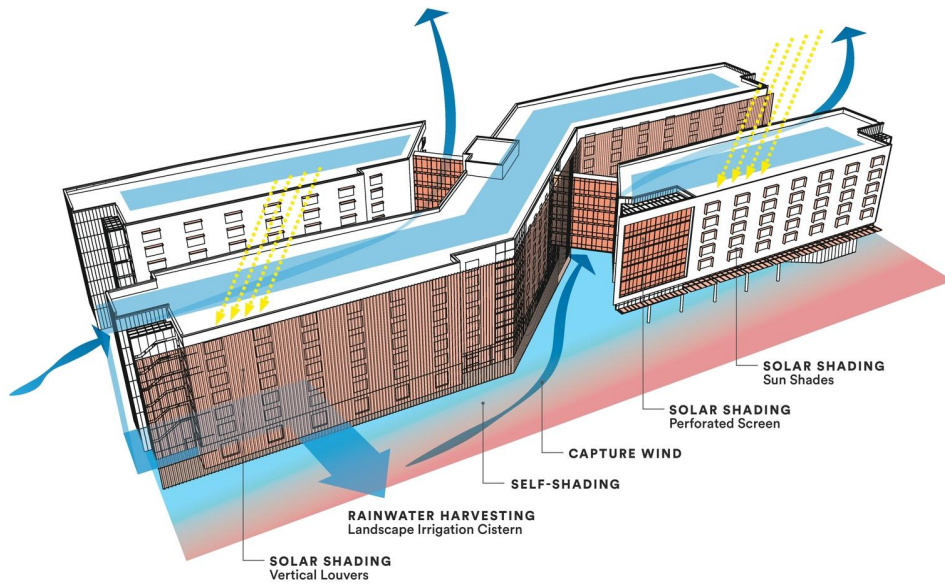 SOLAR SHADING
Sun Shades
SOLAR SHADING
Perforated Screen
CAPTURE WIND
SELF-SHADING
RAINWATER HARVESTING
Landscape Irrigation Cistern
SOLAR SHADING
Vertical Louvers